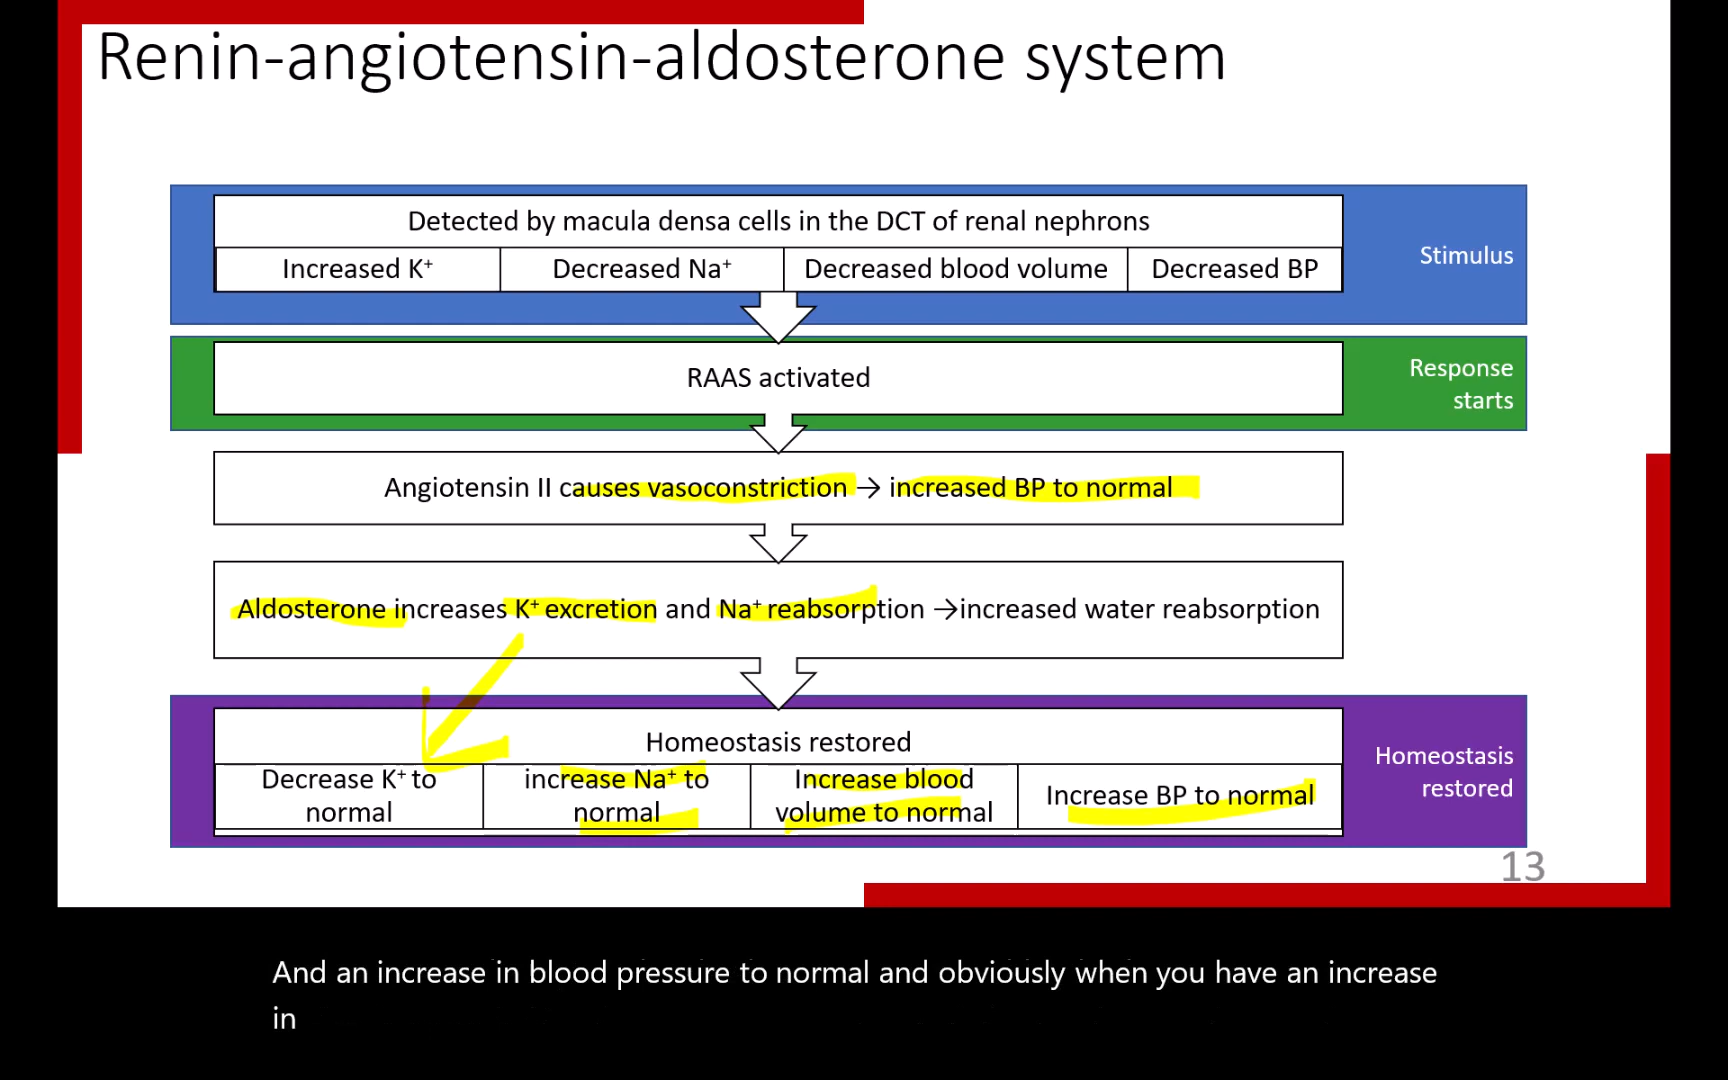 Renin-angiotensin-aldosterone system
Detected by macula densa cells in the DCT of renal nephrons
Increased K⁺
Decreased Na⁺
Decreased blood volume
Decreased BP
Stimulus
RAAS activated
Response
starts
Angiotensin II causes vasoconstriction → increased BP to normal
Aldosterone increases K⁺ excretion and Na⁺ reabsorption →increased water reabsorption
Homeostasis restored
Decrease K⁺ to
normal
increase Na⁺ to
normal
Increase blood
volume to normal
Increase BP to normal
Homeostasis
restored
13
And an increase in blood pressure to normal and obviously when you have an increase
in